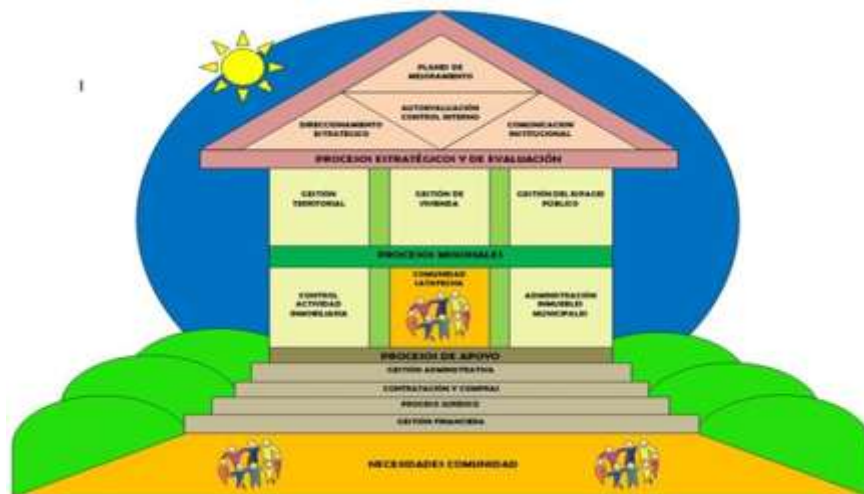 PLANES DE
MEJORAMIENTO
AUTOEVALUACIÓN
CONTROL INTERNO
DIRECCIONAMIENTO
ESTRATÉGICO
COMUNICACION
INSTITUCIONAL
PROCESOS ESTRATÉGICOS Y DE EVALUACIÓN
GESTIÓN
TERRITORIAL
GESTIÓN DE
VIVIENDA
GESTIÓN DEL ESPACIO
PÚBLICO
PROCESOS MISIONALES
CONTROL
ACTIVIDAD
INMOBILIARIA
COMUNIDAD
SATISFECHA
ADMINISTRACIÓN
INMUEBLES
MUNICIPALES
PROCESOS DE APOYO
GESTIÓN ADMINISTRATIVA
CONTRATACIÓN Y COMPRAS
PROCESO JURÍDICO
GESTIÓN FINANCIERA
NECESIDADES COMUNIDAD